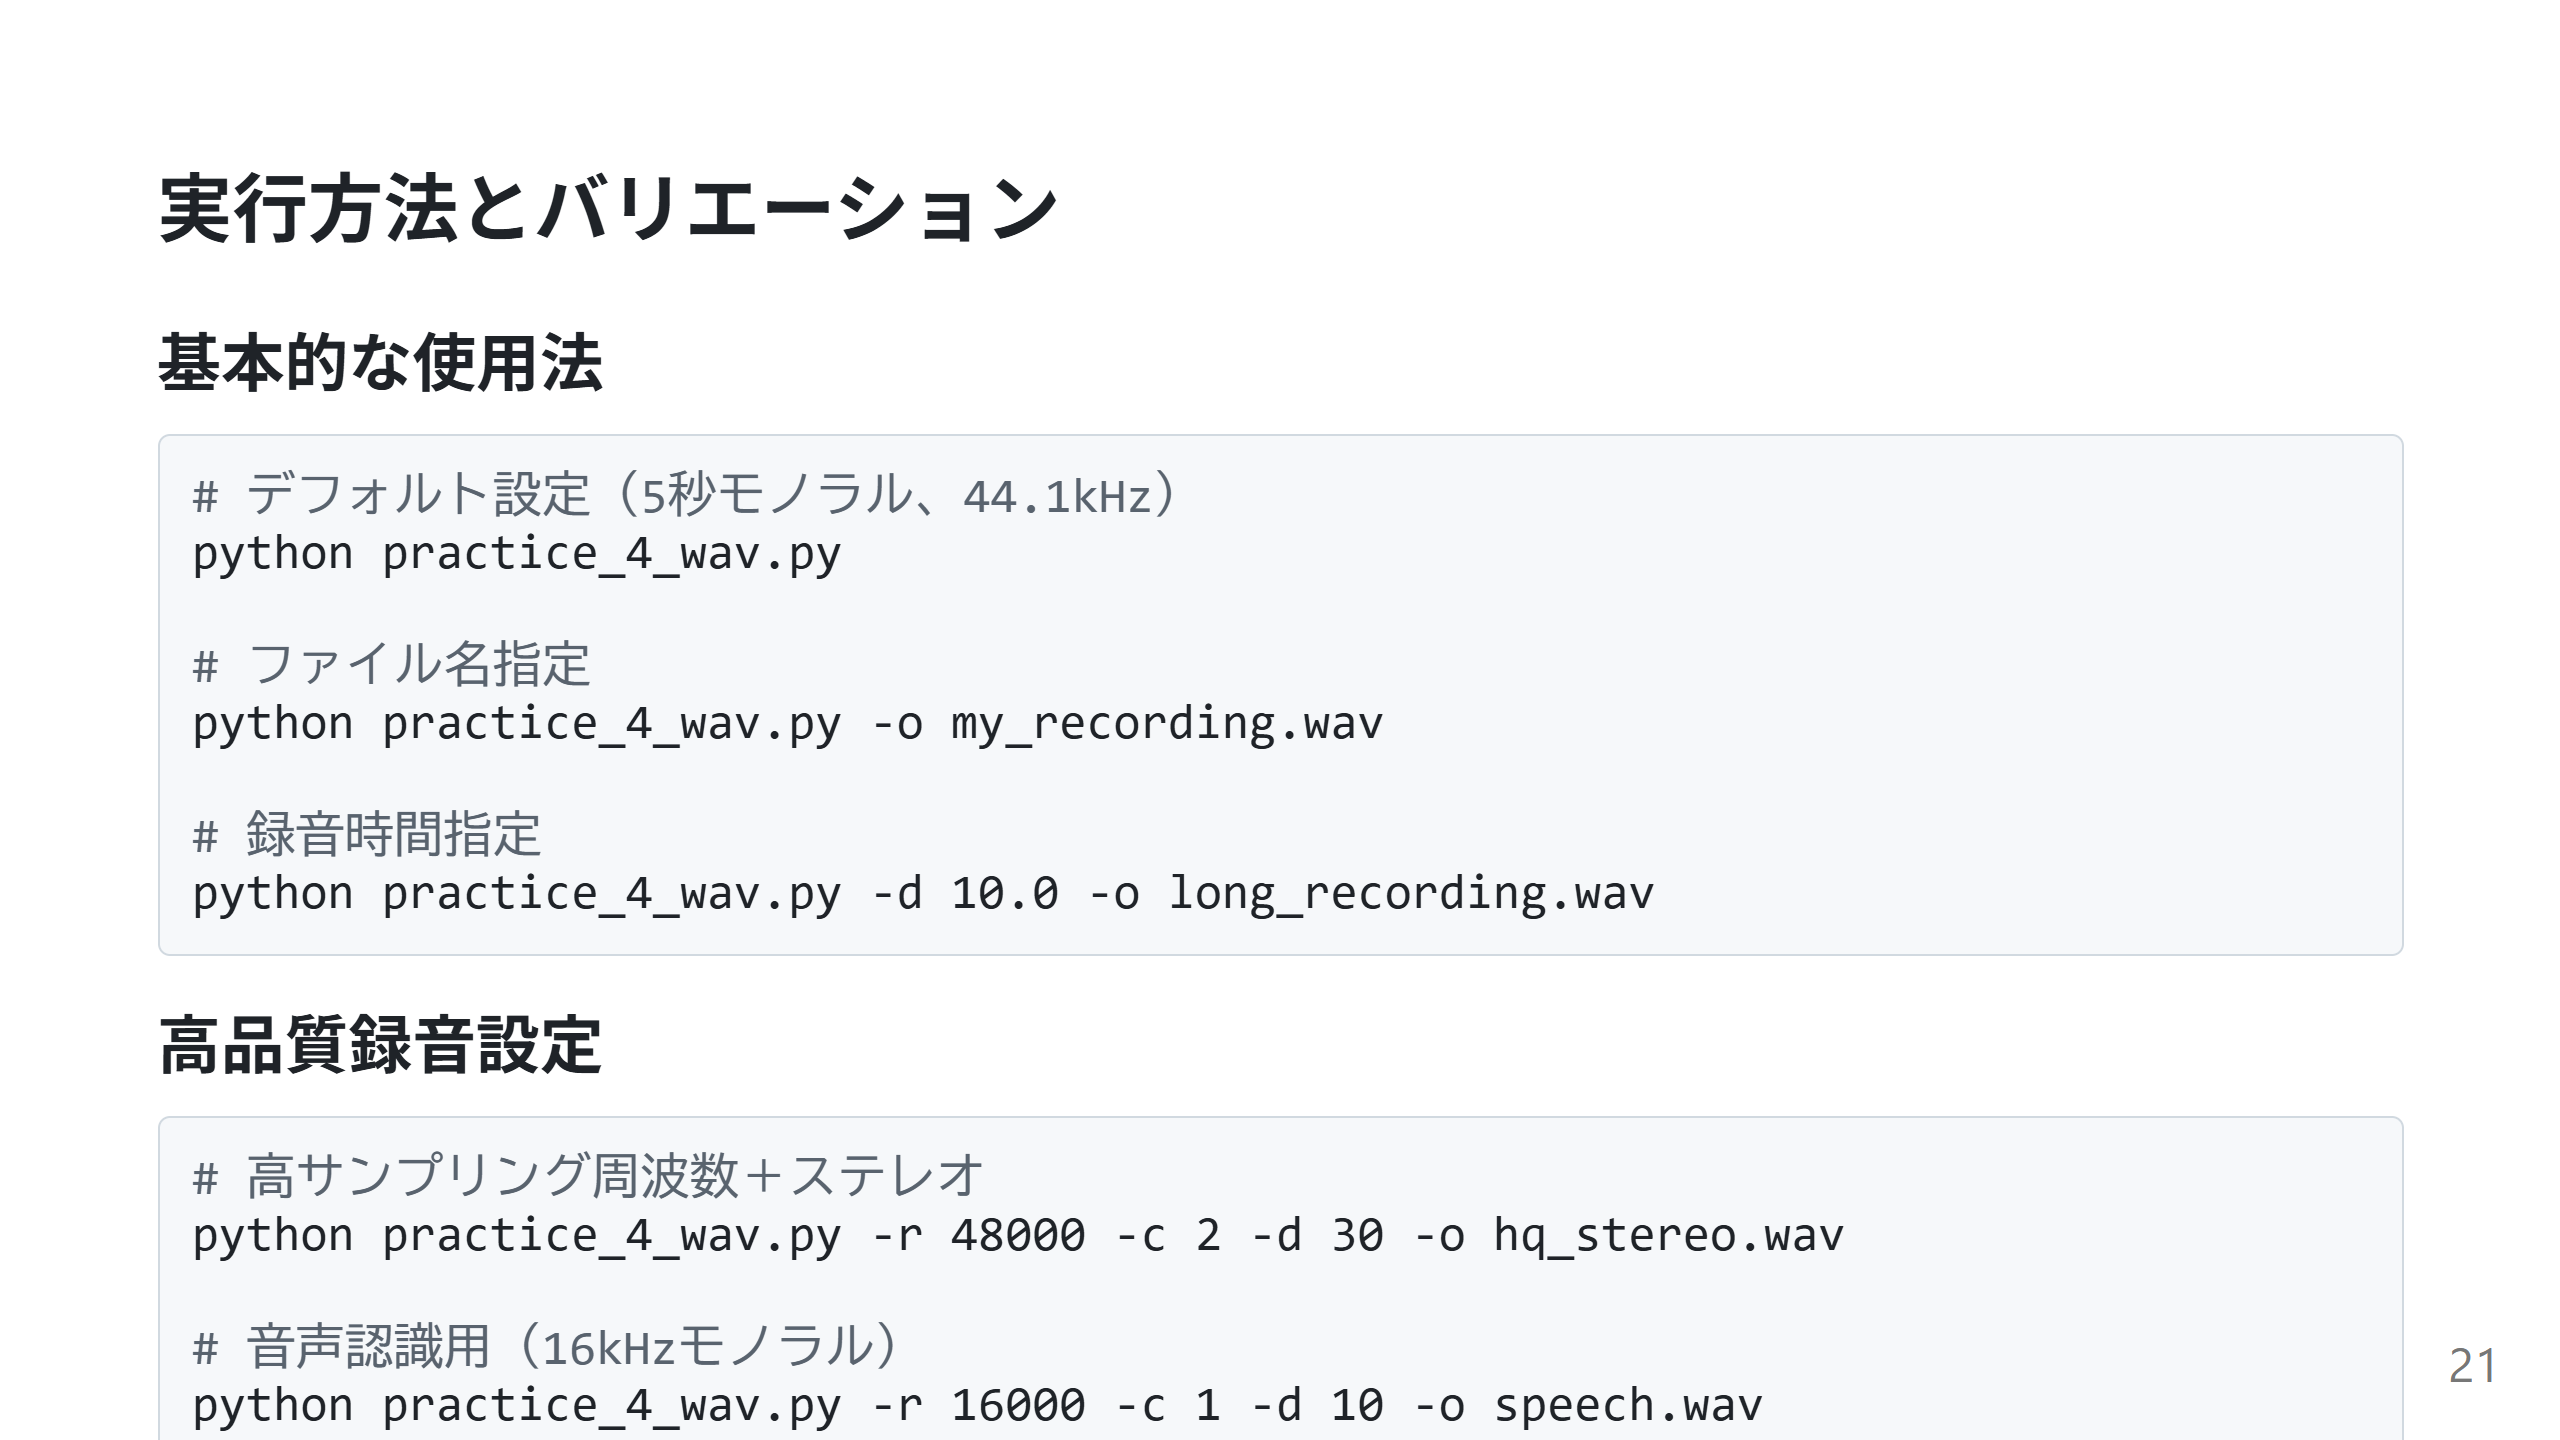 実行方法とバリエーション
基本的な使用法
# デフォルト設定（5秒モノラル、44.1kHz）
python practice_4_wav.py
# ファイル名指定
python practice_4_wav.py -o my_recording.wav
# 録音時間指定
python practice_4_wav.py -d 10.0 -o long_recording.wav
高品質録音設定
# 高サンプリング周波数＋ステレオ
python practice_4_wav.py -r 48000 -c 2 -d 30 -o hq_stereo.wav
# 音声認識用（16kHzモノラル）
python practice_4_wav.py -r 16000 -c 1 -d 10 -o speech.wav
21